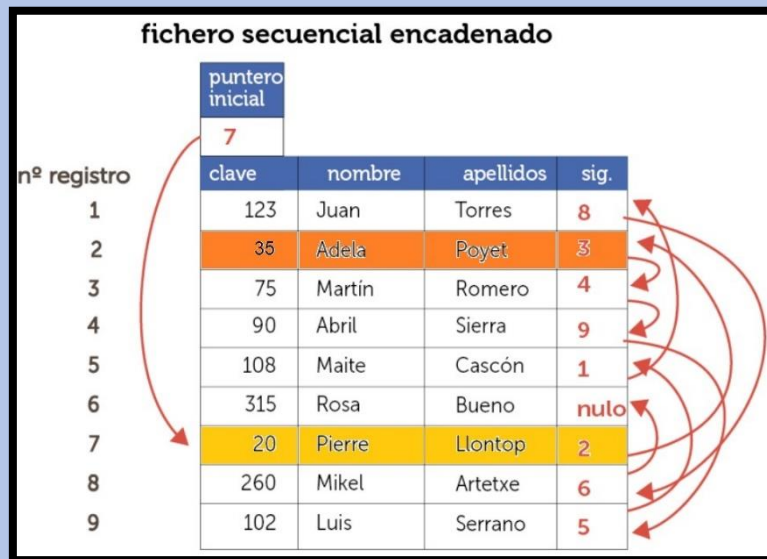 fichero secuencial encadenado
puntero
inicial
7
nº registro clave nombre apellidos sig.
1 123 Juan Torres 8
2 35 Adela Poyet 3
3 75 Martín Romero 4
4 90 Abril Sierra 9
5 108 Maite Cascón 1
6 315 Rosa Bueno nulo
7 20 Pierre Llontop 2
8 260 Mikel Artetxe 6
9 102 Luis Serrano 5